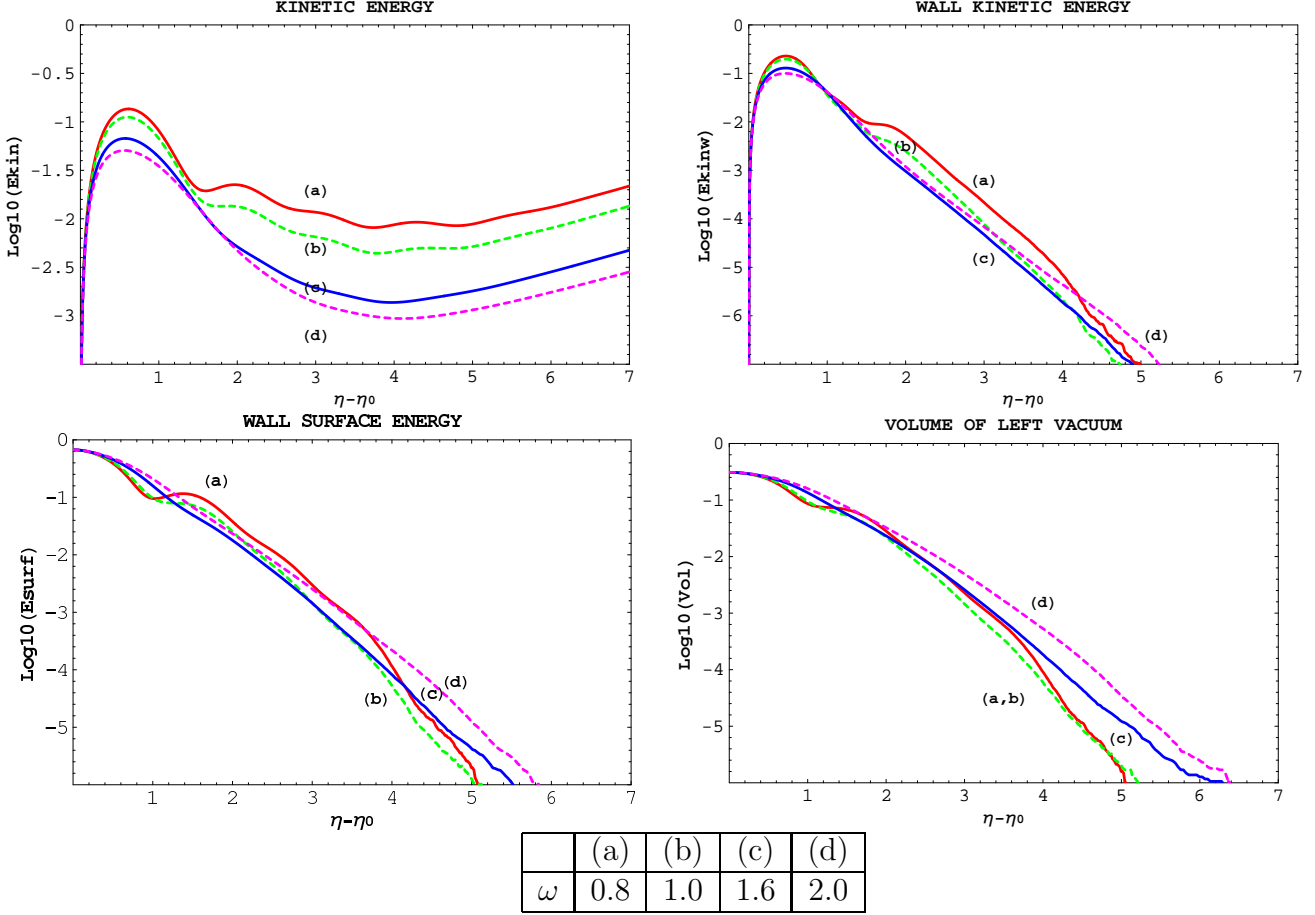 KINETIC ENERGY
Log10(Ekin)
0
-0.5
-1
-1.5
-2
-2.5
-3
(a)
(b)
(c)
(d)
1 2 3 4 5 6 7
η-η0
WALL KINETIC ENERGY
Log10(Ekinw)
0
-1
-2
-3
-4
-5
-6
(b)
(a)
(c)
(d)
1 2 3 4 5 6 7
η-η0
WALL SURFACE ENERGY
Log10(Esurf)
0
-1
-2
-3
-4
-5
(a)
(b)
(c)
(d)
1 2 3 4 5 6 7
η-η0
VOLUME OF LEFT VACUUM
Log10(Vol)
0
-1
-2
-3
-4
-5
(d)
(a,b)
(c)
1 2 3 4 5 6 7
η-η0
(a) (b) (c) (d)
ω 0.8 1.0 1.6 2.0